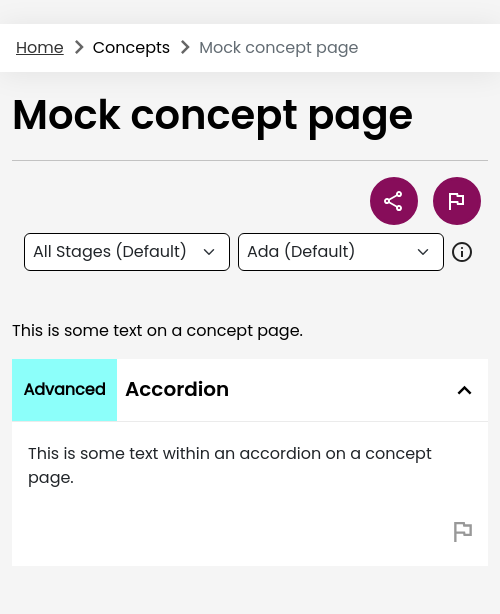 Home Concepts Mock concept page
Mock concept page
All Stages (Default) Ada (Default)
This is some text on a concept page.
Advanced Accordion
This is some text within an accordion on a concept
page.